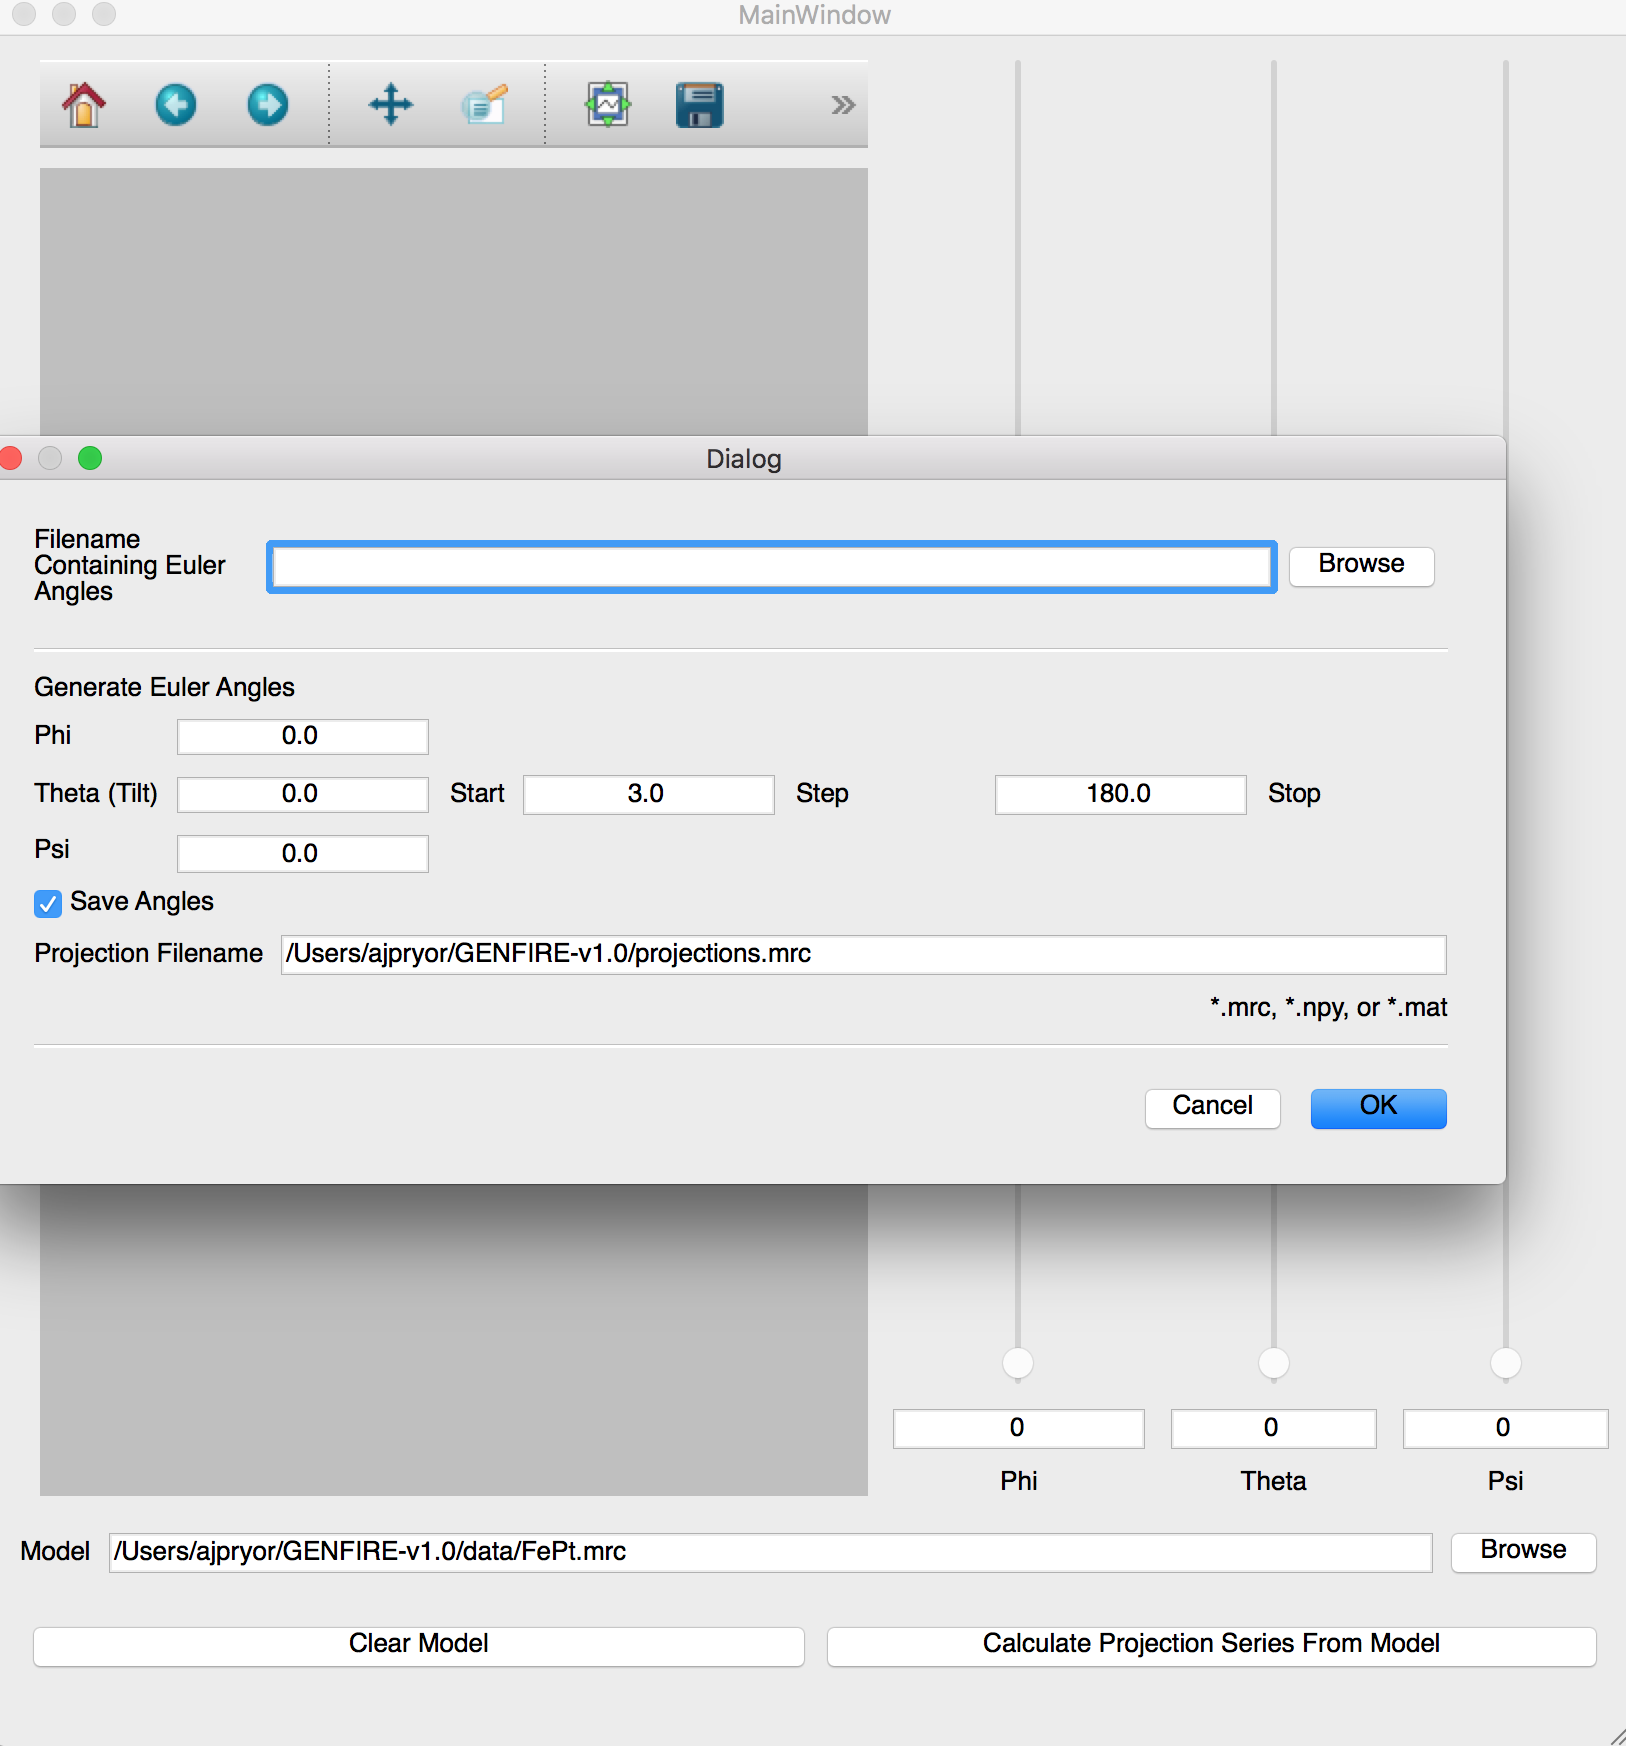 MainWindow
Dialog
Filename
Containing Euler
Angles
Browse
Generate Euler Angles
Phi 0.0
Theta (Tilt) 0.0 Start 3.0 Step 180.0 Stop
Psi 0.0
Save Angles
Projection Filename /Users/ajpryor/GENFIRE-v1.0/projections.mrc
*.mrc, *.npy, or *.mat
Cancel OK
0 0 0
Phi Theta Psi
Model /Users/ajpryor/GENFIRE-v1.0/data/FePt.mrc Browse
Clear Model Calculate Projection Series From Model